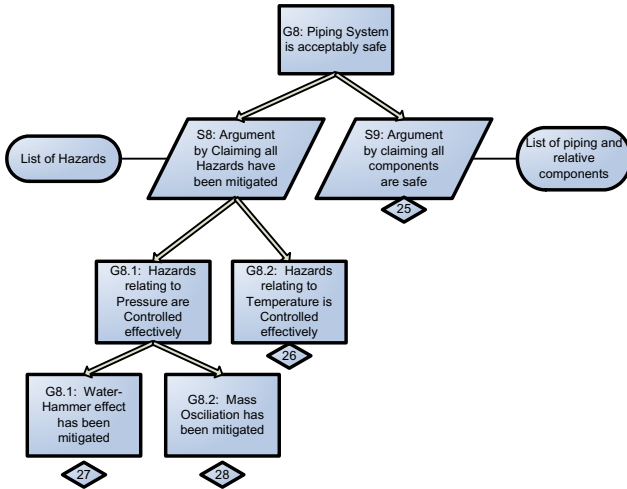 G8: Piping System
is acceptably safe
S8: Argument
by Claiming all
Hazards have
been mitigated
S9: Argument
by claiming all
components
are safe
List of Hazards
List of piping and
relative
components
25
G8.1: Hazards
relating to
Pressure are
Controlled
effectively
G8.2: Hazards
relating to
Temperature is
Controlled
effectively
26
G8.1: Water-
Hammer effect
has been
mitigated
G8.2: Mass
Osciliation has
been mitigated
27
28